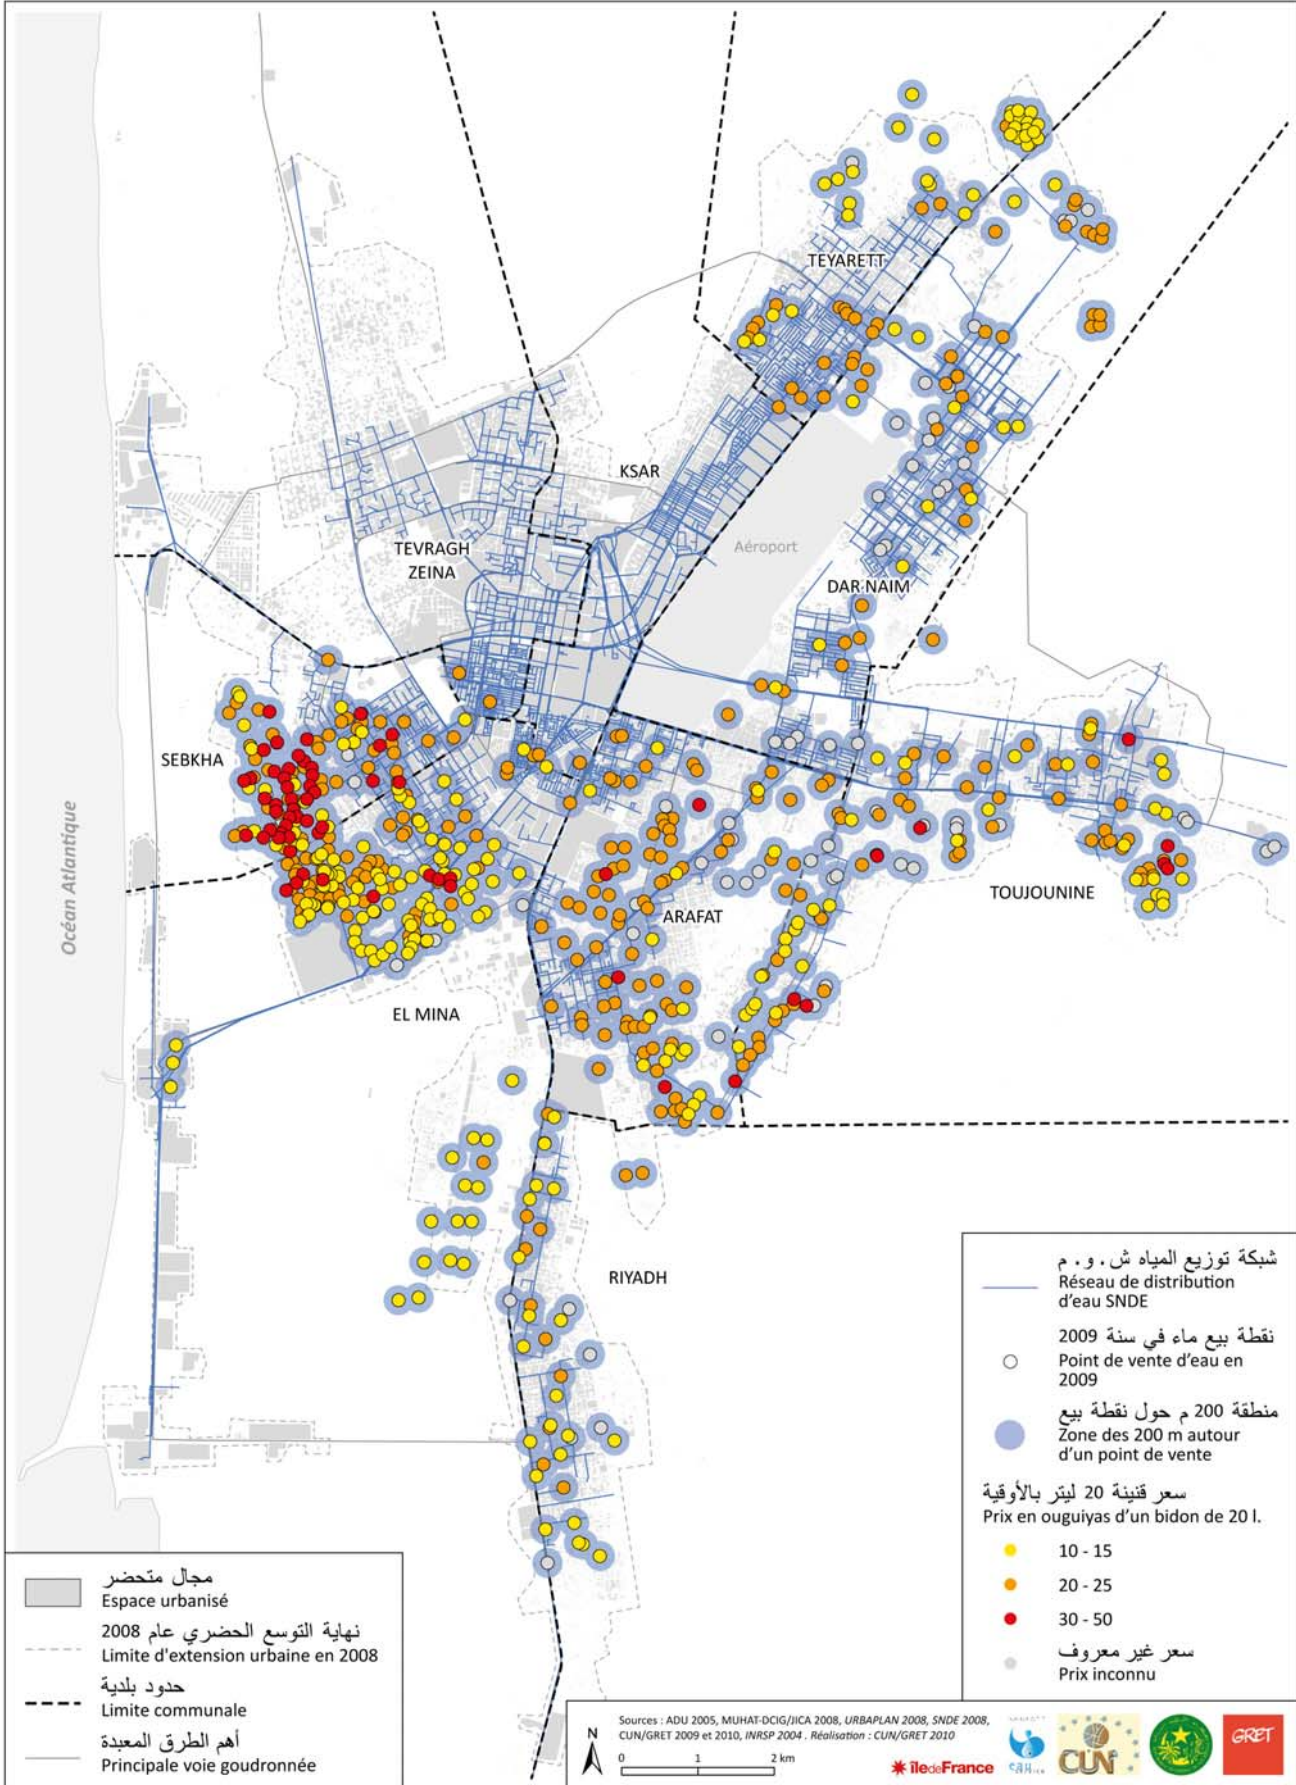 TEYARETT
KSAR
TEVRAGH
ZEINA
Aéroport
DAR NAIM
SEBKHA
Océan Atlantique
TOUJOUNINE
ARAFAT
EL MINA
RIYADH
شبكة توزيع المياه ش . و . م
Réseau de distribution
d'eau SNDE
نقطة بيع ماء في سنة 2009
Point de vente d'eau en
2009
منطقة 200 م حول نقطة بيع
Zone des 200 m autour
d'un point de vente
سعر قنينة 20 ليتر بالأوقية
Prix en ouguiyas d'un bidon de 20 l.
10 - 15
20 - 25
30 - 50
سعر غير معروف
Prix inconnu
مجال متحضر
Espace urbanisé
نهاية التوسع الحضري عام 2008
Limite d'extension urbaine en 2008
حدود بلدية
Limite communale
أهم الطرق المعبدة
Principale voie goudronnée
N
0 1 2 km
Sources : ADU 2005, MUHAT-DCIG/JICA 2008, URBAPLAN 2008, SNDE 2008,
CUN/GRET 2009 et 2010, INRSP 2004 . Réalisation : CUN/GRET 2010
îledeFrance
CUN
GRET